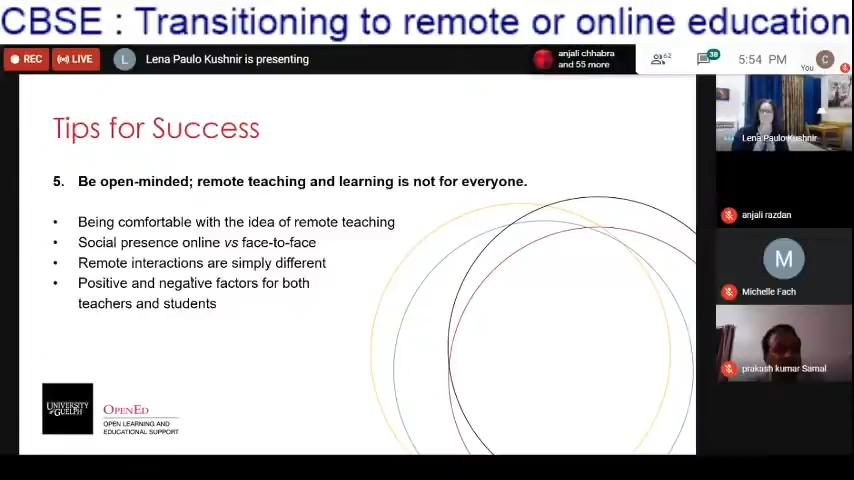 CBSE : Transitioning to remote or online education
REC
LIVE
L
Lena Paulo Kushnir is presenting
anjali chhabra
and 55 more
62
38
5:54 PM
You
C
Tips for Success
5. Be open-minded; remote teaching and learning is not for everyone.
• Being comfortable with the idea of remote teaching
• Social presence online vs face-to-face
• Remote interactions are simply different
• Positive and negative factors for both
teachers and students
UNIVERSITY
of GUELPH
OPENED
OPEN LEARNING AND
EDUCATIONAL SUPPORT
Lena Paulo Kushnir
anjali razdan
M
Michelle Fach
prakash kumar Samal